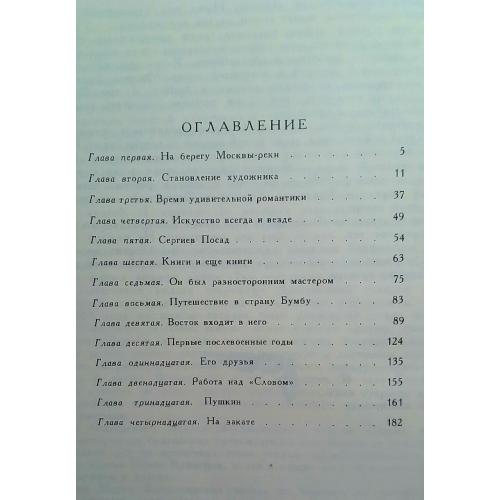 ОГЛАВЛЕНИЕ
Глава первая. На берегу Москвы-реки . . . . . . . 5
Глава вторая. Становление художника . . . . . . . 11
Глава третья. Время удивительной романтики . . . . . 37
Глава четвертая. Искусство всегда и везде . . . . . . 49
Глава пятая. Сергиев Посад . . . . . . . . . . 54
Глава шестая. Книги и еще книги . . . . . . . . 63
Глава седьмая. Он был разносторонним мастером . . . . 75
Глава восьмая. Путешествие в страну Бумбу . . . . . 83
Глава девятая. Восток входит в него . . . . . . . 89
Глава десятая. Первые послевоенные годы . . . . . . 124
Глава одиннадцатая. Его друзья . . . . . . . . . 135
Глава двенадцатая. Работа над «Словом» . . . . . . 155
Глава тринадцатая. Пушкин . . . . . . . . . 161
Глава четырнадцатая. На закате . . . . . . . . 182